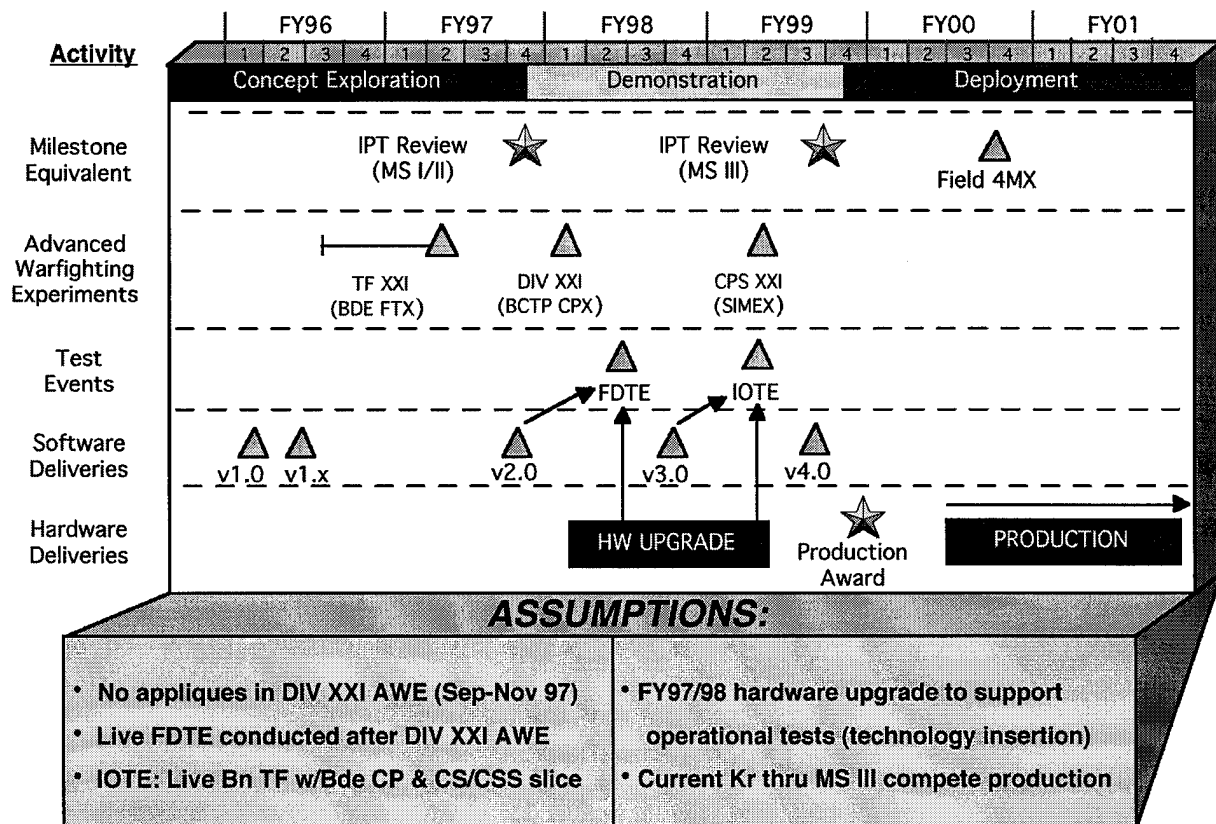 FY96 FY97 FY98 FY99 FY00 FY01
Activity
1 2 3 4 1 2 3 4 1 2 3 4 1 2 3 4 1 2 3 4 1 2 3 4
Concept Exploration Demonstration Deployment
Milestone
Equivalent
IPT Review
(MS I/II)
IPT Review
(MS III)
Field 4MX
Advanced
Warfighting
Experiments
TF XXI
(BDE FTX)
DIV XXI
(BCTP CPX)
CPS XXI
(SIMEX)
Test
Events
FDTE
IOTE
Software
Deliveries
v1.0 v1.x v2.0 v3.0 v4.0
Hardware
Deliveries
HW UPGRADE
Production
Award
PRODUCTION
ASSUMPTIONS:
• No appliques in DIV XXI AWE (Sep-Nov 97)
• Live FDTE conducted after DIV XXI AWE
• IOTE: Live Bn TF w/Bde CP & CS/CSS slice
• FY97/98 hardware upgrade to support
operational tests (technology insertion)
• Current Kr thru MS III compete production